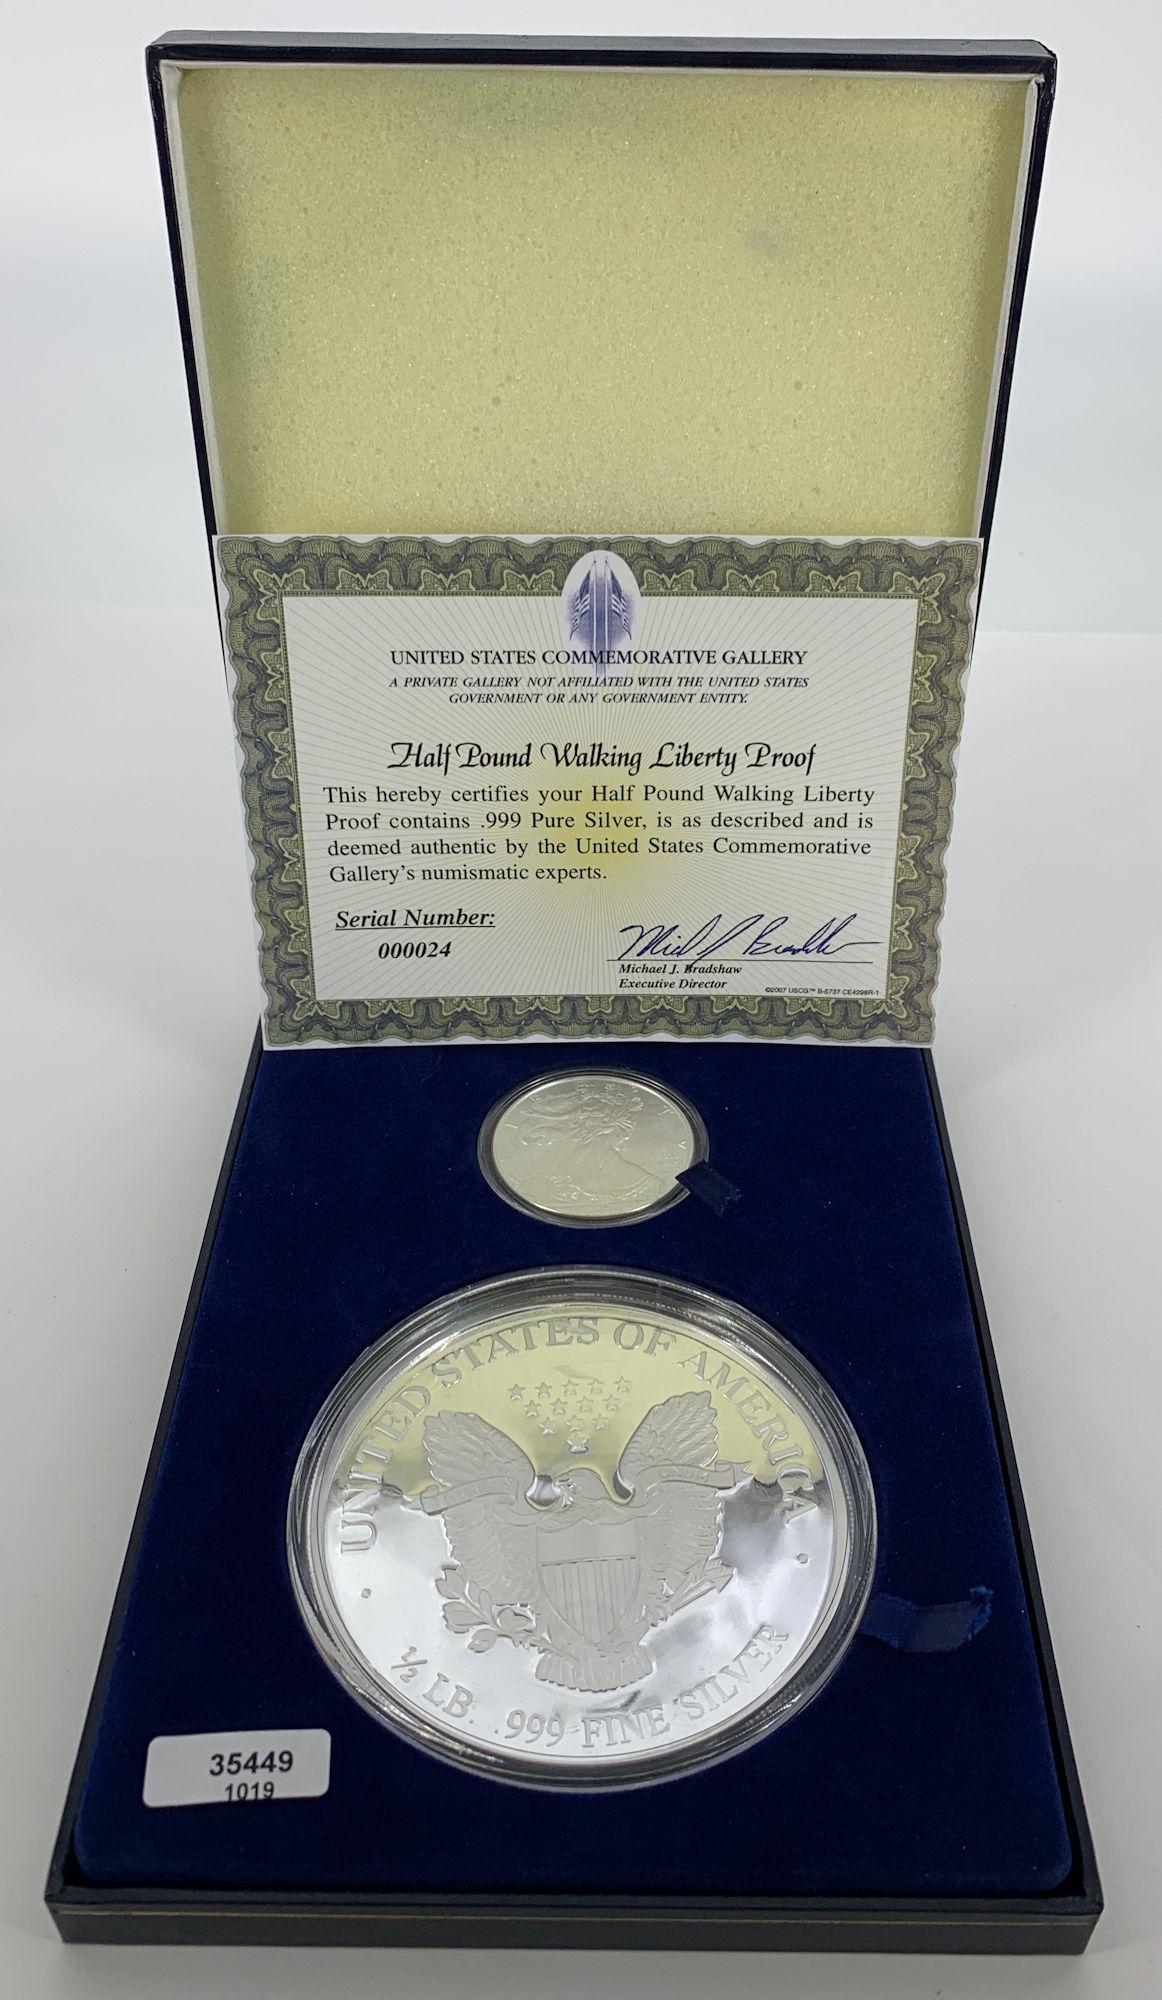 UNITED STATES COMMEMORATIVE GALLERY
A PRIVATE GALLERY NOT AFFILIATED WITH THE UNITED STATES
GOVERNMENT OR ANY GOVERNMENT ENTITY.
Half Pound Walking Liberty Proof
This hereby certifies your Half Pound Walking Liberty
Proof contains .999 Pure Silver, is as described and is
deemed authentic by the United States Commemorative
Gallery's numismatic experts.
Serial Number:
000024
Michael J. Bradshaw
Executive Director
©2007 USCG™ B-5737 CE4298R-1
UNITED STATES OF AMERICA
1/2 LB. .999 FINE SILVER
35449
1019